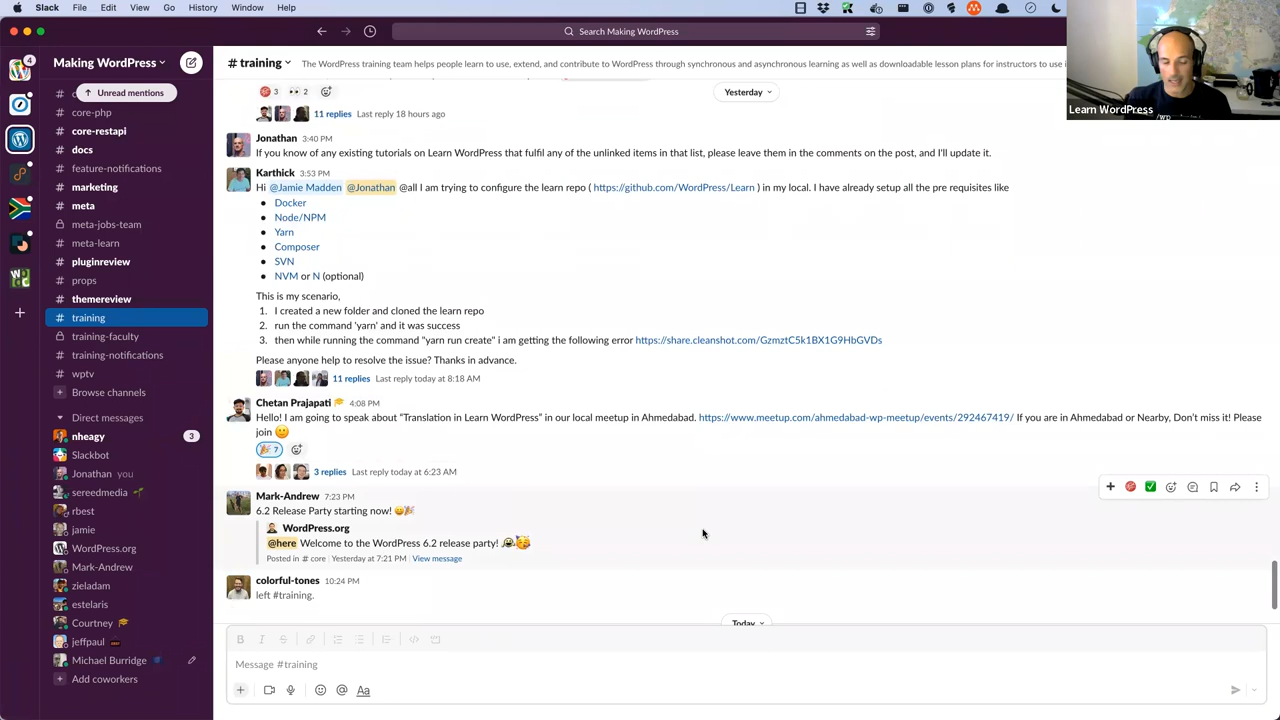 Slack File Edit View Go History Window Help
Search Making WordPress
4
Making WordPress
Unread mentions
# core-php
# core-restapi
# docs
# feature-notifications
# marketing
# meta
meta-jobs-team
# meta-learn
# pluginreview
# props
# themereview
# training
training-faculty
# training-notifications
# wptv
Browse channels
Direct messages
nheagy 3
Slackbot
Jonathan you
sereedmedia
rbest
jamie
WordPress.org
Mark-Andrew
zieladam
estelaris
Courtney
jeffpaul
Michael Burridge
Add coworkers
# training
The WordPress training team helps people learn to use, extend, and contribute to WordPress through synchronous and asynchronous learning as well as downloadable lesson plans for instructors to use
Learn WordPress
3 2
Yesterday
11 replies Last reply 18 hours ago
Jonathan 3:40 PM
If you know of any existing tutorials on Learn WordPress that fulfil any of the unlinked items in that list, please leave them in the comments on the post, and I'll update it.
Karthick 3:53 PM
Hi @Jamie Madden @Jonathan @all I am trying to configure the learn repo ( https://github.com/WordPress/Learn ) in my local. I have already setup all the pre requisites like
• Docker
• Node/NPM
• Yarn
• Composer
• SVN
• NVM or N (optional)
This is my scenario,
1. I created a new folder and cloned the learn repo
2. run the command 'yarn' and it was success
3. then while running the command "yarn run create" i am getting the following error https://share.cleanshot.com/GzmztC5k1BX1G9HbGVDs
Please anyone help to resolve the issue? Thanks in advance.
11 replies Last reply today at 8:18 AM
Chetan Prajapati 4:08 PM
Hello! I am going to speak about “Translation in Learn WordPress” in our local meetup in Ahmedabad. https://www.meetup.com/ahmedabad-wp-meetup/events/292467419/ If you are in Ahmedabad or Nearby, Don’t miss it! Please
join
7
3 replies Last reply today at 6:23 AM
Mark-Andrew 7:23 PM
6.2 Release Party starting now!
WordPress.org
@here Welcome to the WordPress 6.2 release party!
Posted in # core | Yesterday at 7:21 PM | View message
colorful-tones 10:24 PM
left #training.
Today
Message #training
Aa